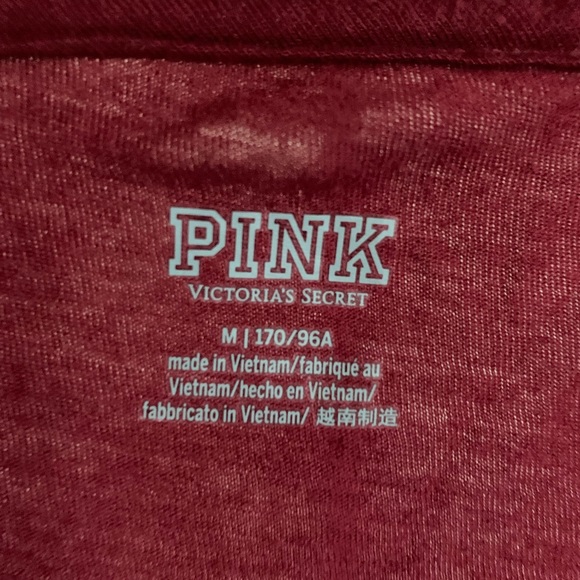 PINK
VICTORIA'S SECRET
M | 170/96A
made in Vietnam/fabriqué au
Vietnam/hecho en Vietnam/
fabbricato in Vietnam/ 越南制造